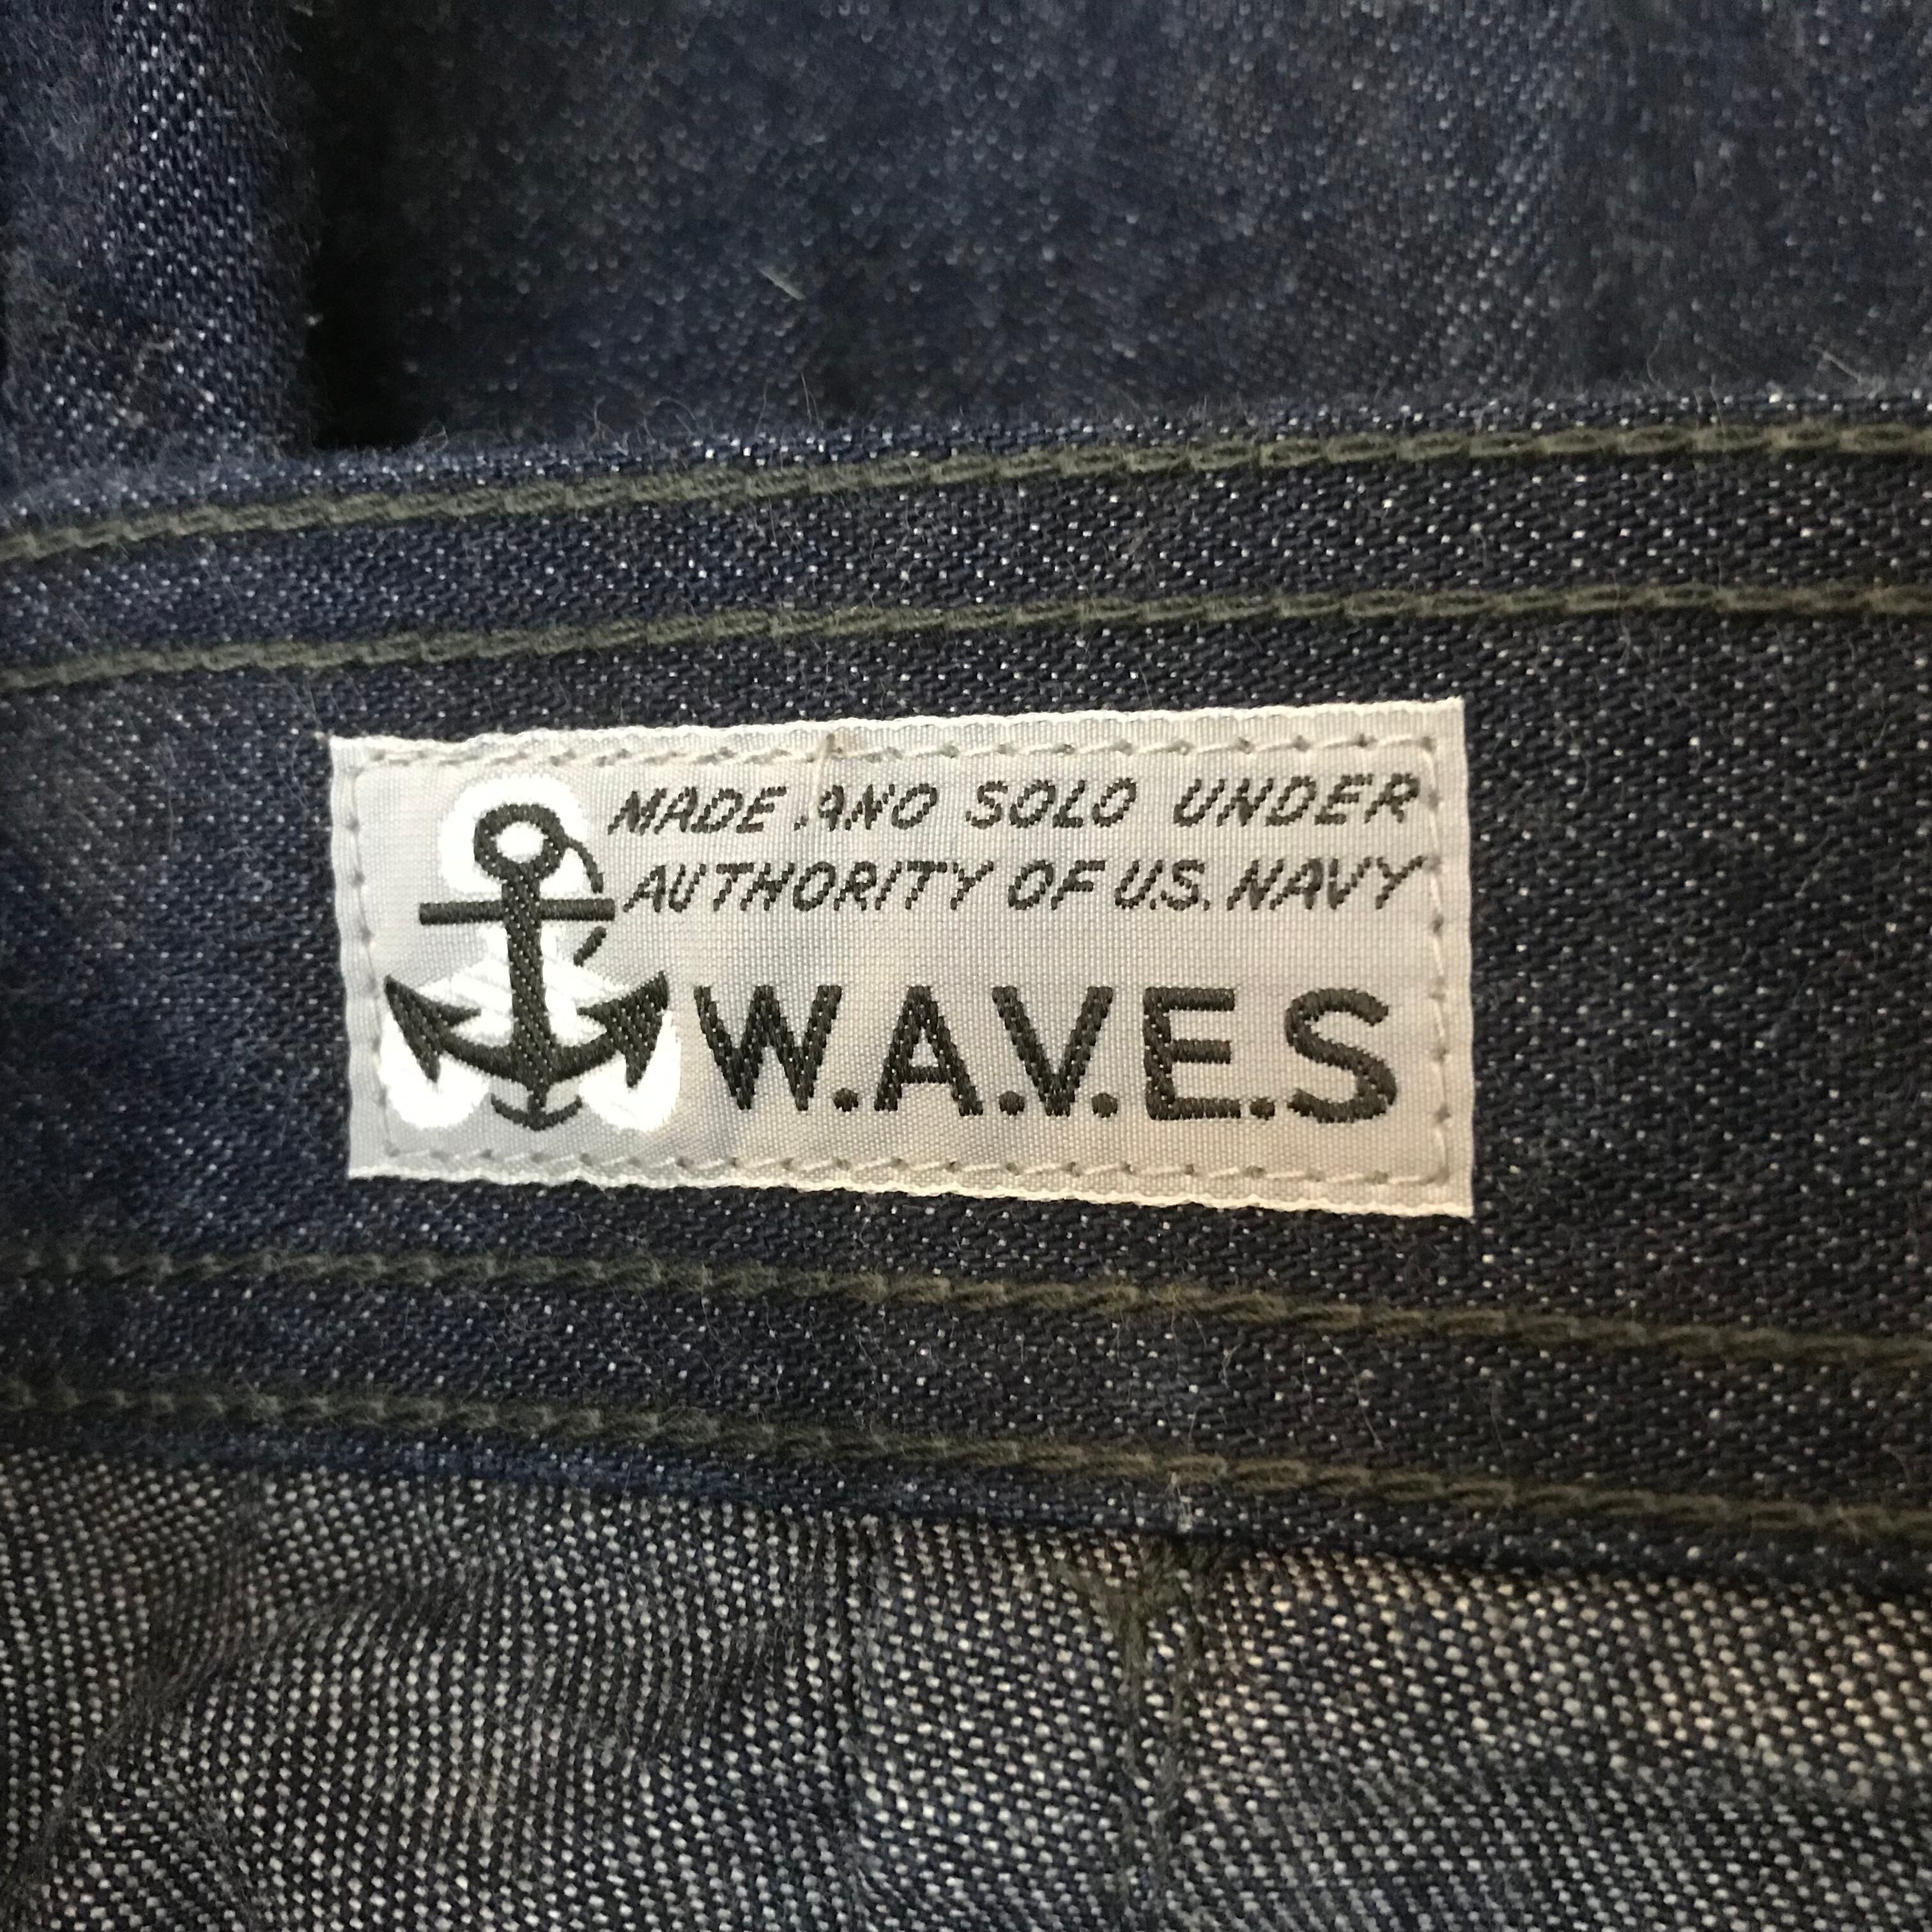 MADE ANO SOLO UNDER
AUTHORITY OF U.S. NAVY
W.A.V.E.S